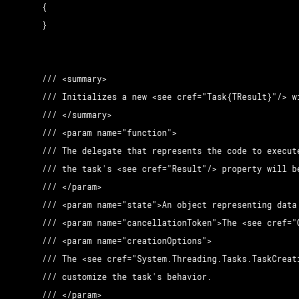 {
}
/// <summary>
/// Initializes a new <see cref="Task{TResult}"/> wi
/// </summary>
/// <param name="function">
/// The delegate that represents the code to execute
/// the task's <see cref="Result"/> property will be
/// </param>
/// <param name="state">An object representing data
/// <param name="cancellationToken">The <see cref="C
/// <param name="creationOptions">
/// The <see cref="System.Threading.Tasks.TaskCreati
/// customize the task's behavior.
/// </param>